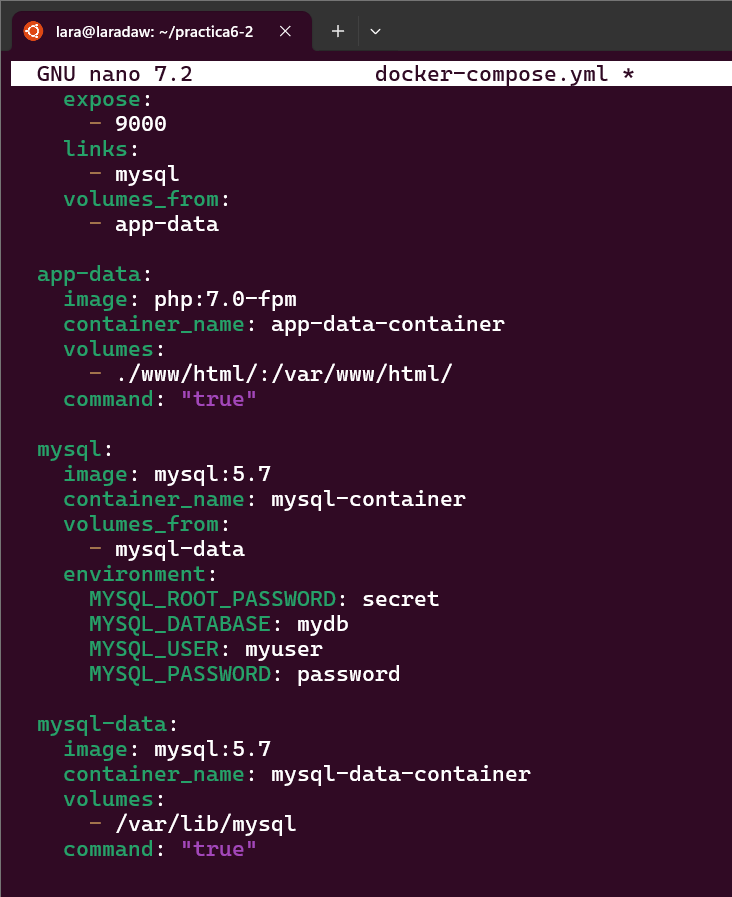 lara@laradaw: ~/practica6-2
GNU nano 7.2 docker-compose.yml *
    expose:
      - 9000
    links:
      - mysql
    volumes_from:
      - app-data

  app-data:
    image: php:7.0-fpm
    container_name: app-data-container
    volumes:
      - ./www/html/:/var/www/html/
    command: "true"

  mysql:
    image: mysql:5.7
    container_name: mysql-container
    volumes_from:
      - mysql-data
    environment:
      MYSQL_ROOT_PASSWORD: secret
      MYSQL_DATABASE: mydb
      MYSQL_USER: myuser
      MYSQL_PASSWORD: password

  mysql-data:
    image: mysql:5.7
    container_name: mysql-data-container
    volumes:
      - /var/lib/mysql
    command: "true"